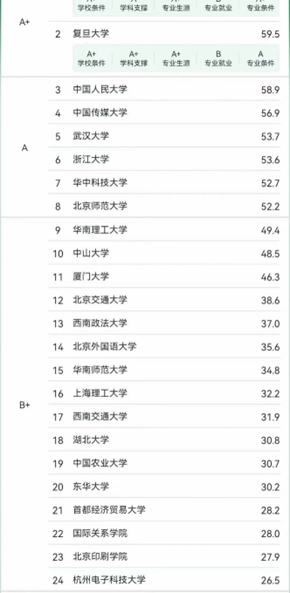 学校条件 学科支撑 专业生源 专业就业 专业条件
A+
2 复旦大学 59.5
A+ A+ A+ B A
学校条件 学科支撑 专业生源 专业就业 专业条件
3 中国人民大学 58.9
4 中国传媒大学 56.9
5 武汉大学 53.7
A
6 浙江大学 53.6
7 华中科技大学 52.7
8 北京师范大学 52.2
9 华南理工大学 49.4
10 中山大学 48.5
11 厦门大学 46.3
12 北京交通大学 38.6
13 西南政法大学 37.0
14 北京外国语大学 35.6
15 华南师范大学 34.8
16 上海理工大学 32.2
B+
17 西南交通大学 31.9
18 湖北大学 30.8
19 中国农业大学 30.7
20 东华大学 30.2
21 首都经济贸易大学 28.2
22 国际关系学院 28.0
23 北京印刷学院 27.9
24 杭州电子科技大学 26.5